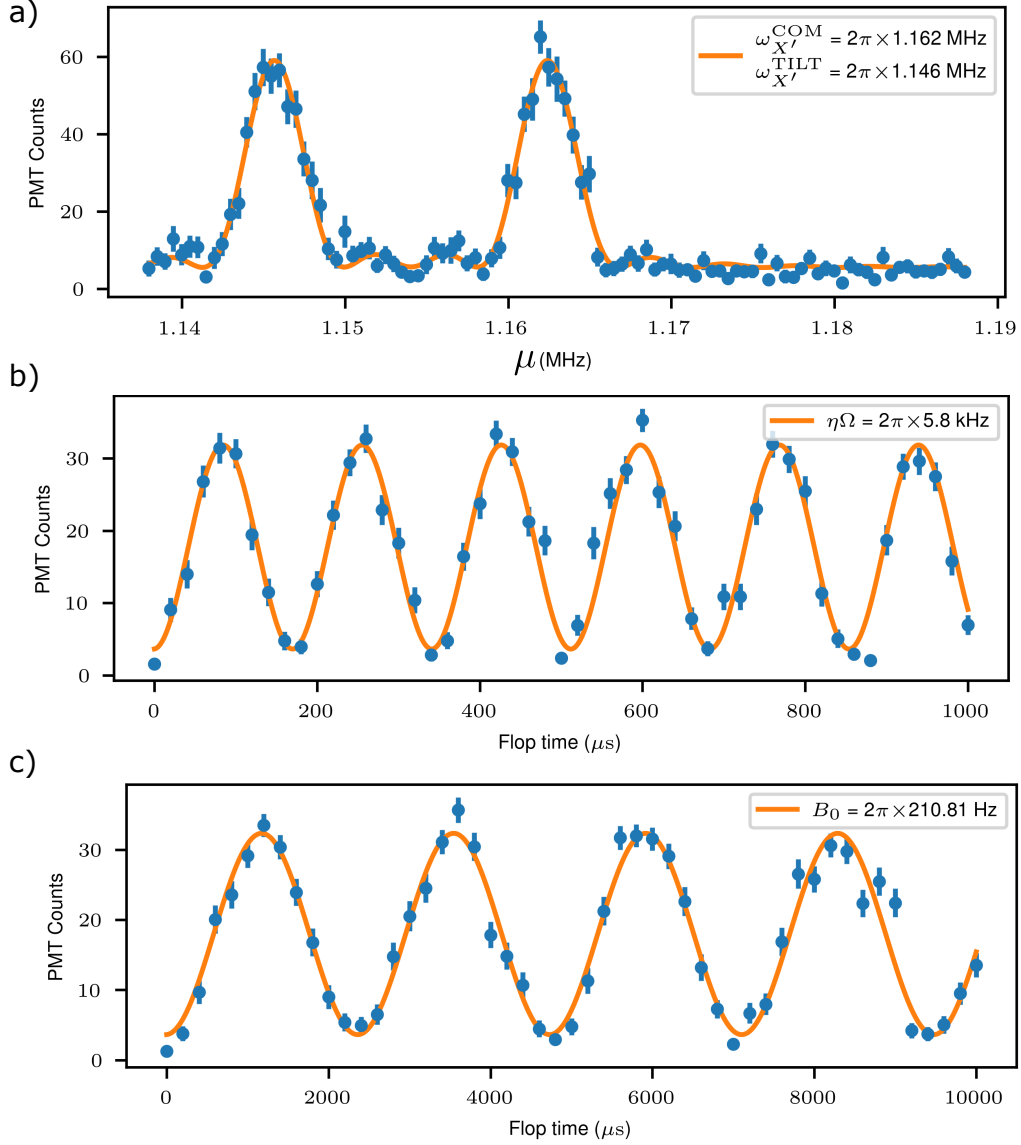 a)
ω_{X′}^{COM} = 2π×1.162 MHz
ω_{X′}^{TILT} = 2π×1.146 MHz
PMT Counts
60
40
20
0
1.14 1.15 1.16 1.17 1.18 1.19
μ (MHz)
b)
ηΩ = 2π×5.8 kHz
PMT Counts
30
20
10
0
0 200 400 600 800 1000
Flop time (μs)
c)
B₀ = 2π×210.81 Hz
PMT Counts
30
20
10
0
0 2000 4000 6000 8000 10000
Flop time (μs)